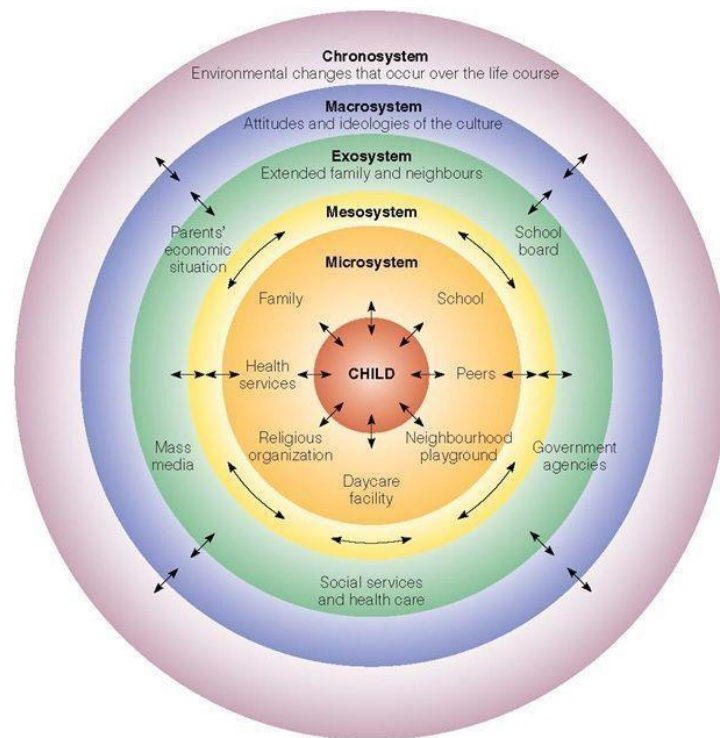 Chronosystem
Environmental changes that occur over the life course
Macrosystem
Attitudes and ideologies of the culture
Exosystem
Extended family and neighbours
Mesosystem
Parents'
economic
situation
School
board
Microsystem
Family
School
Health
services
CHILD
Peers
Religious
organization
Neighbourhood
playground
Mass
media
Government
agencies
Daycare
facility
Social services
and health care